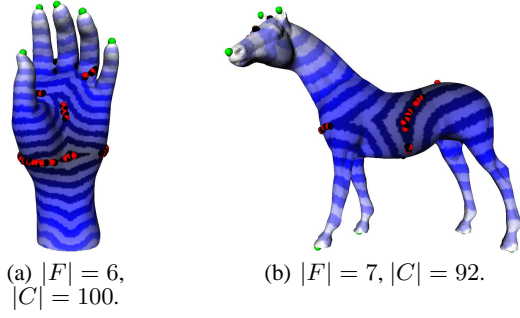 (a) |F| = 6,
|C| = 100.
(b) |F| = 7, |C| = 92.